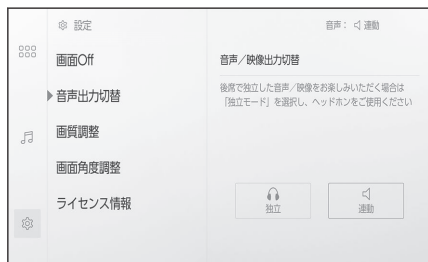 設定
音声： 連動
画面Off
音声出力切替
画質調整
画面角度調整
ライセンス情報
音声／映像出力切替
後席で独立した音声／映像をお楽しみいただく場合は
「独立モード」を選択し、ヘッドホンをご使用ください
独立
連動